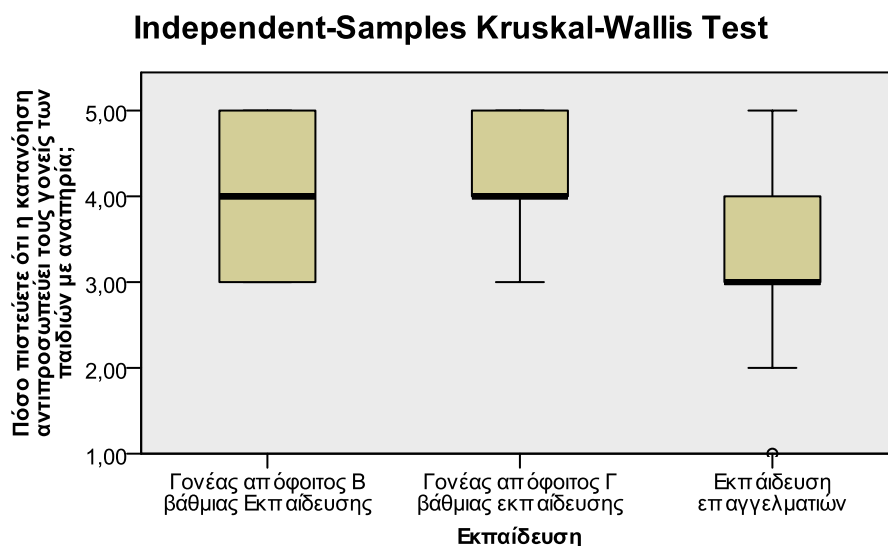 Independent-Samples Kruskal-Wallis Test
Πόσο πιστεύετε ότι η κατανόηση
αντιπροσωπεύει τους γονείς των
παιδιών με αναπηρία;
5,00
4,00
3,00
2,00
1,00
Γονέας απόφοιτος Β
βάθμιας Εκπαίδευσης
Γονέας απόφοιτος Γ
βάθμιας εκπαίδευσης
Εκπάιδευση
επαγγελματιών
Εκπαίδευση